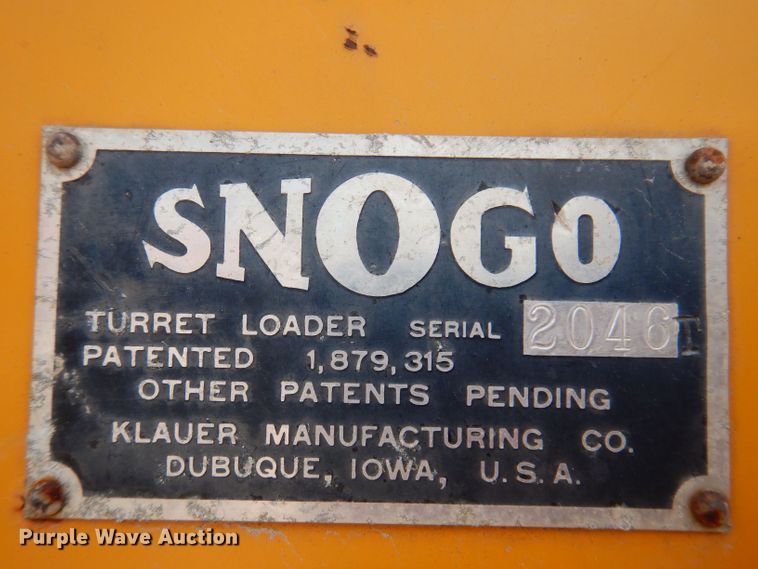 SNOGO
TURRET LOADER SERIAL 2046T
PATENTED 1,879,315
OTHER PATENTS PENDING
KLAUER MANUFACTURING CO.
DUBUQUE, IOWA, U.S.A.
Purple Wave Auction